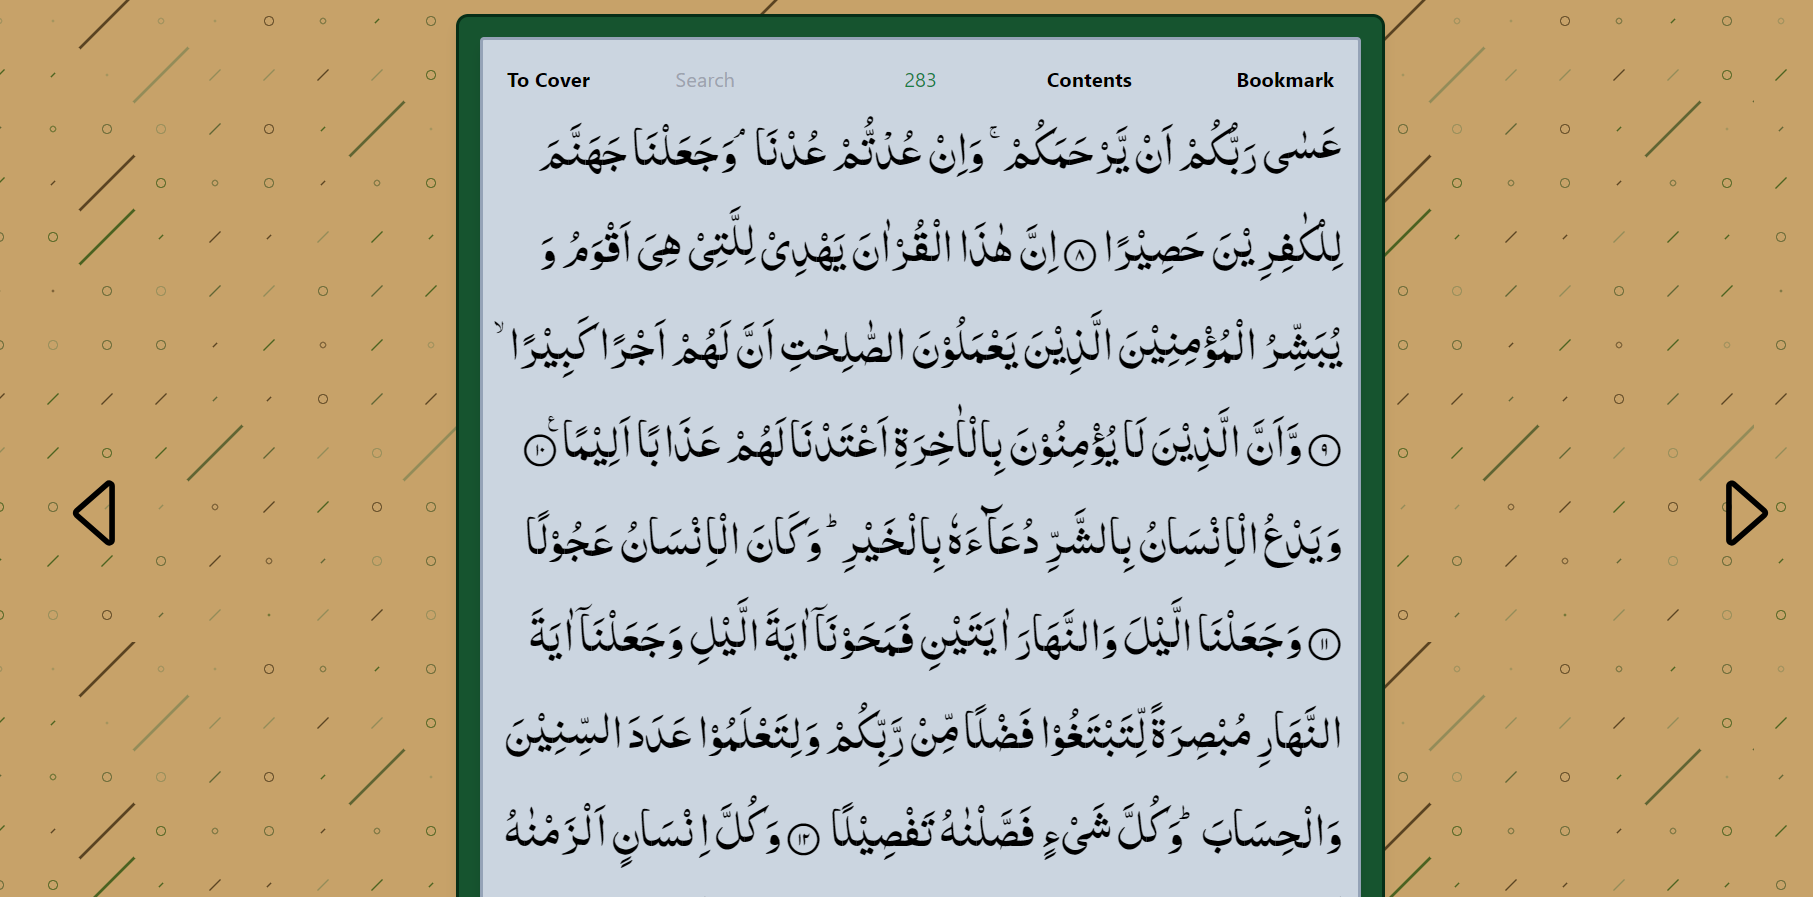 To Cover Search 283 Contents Bookmark
عَسٰى رَبُّكُمْ اَنْ يَّرْحَمَكُمْ ۚ وَاِنْ عُدْتُّمْ عُدْنَا ۘ وَجَعَلْنَا جَهَنَّمَ
لِلْكٰفِرِيْنَ حَصِيْرًا ۝٨ اِنَّ هٰذَا الْقُرْاٰنَ يَهْدِىْ لِلَّتِىْ هِىَ اَقْوَمُ وَ
يُبَشِّرُ الْمُؤْمِنِيْنَ الَّذِيْنَ يَعْمَلُوْنَ الصّٰلِحٰتِ اَنَّ لَهُمْ اَجْرًا كَبِيْرًا ۙ
۝٩ وَّاَنَّ الَّذِيْنَ لَا يُؤْمِنُوْنَ بِالْاٰخِرَةِ اَعْتَدْنَا لَهُمْ عَذَابًا اَلِيْمًا ۝١٠ ع
وَيَدْعُ الْاِنْسَانُ بِالشَّرِّ دُعَآءَهٗ بِالْخَيْرِ ؕ وَكَانَ الْاِنْسَانُ عَجُوْلًا
۝١١ وَجَعَلْنَا الَّيْلَ وَالنَّهَارَ اٰيَتَيْنِ فَمَحَوْنَاۤ اٰيَةَ الَّيْلِ وَجَعَلْنَاۤ اٰيَةَ
النَّهَارِ مُبْصِرَةً لِّتَبْتَغُوْا فَضْلًا مِّنْ رَّبِّكُمْ وَلِتَعْلَمُوْا عَدَدَ السِّنِيْنَ
وَالْحِسَابَ ؕ وَكُلَّ شَىْءٍ فَصَّلْنٰهُ تَفْصِيْلًا ۝١٢ وَكُلَّ اِنْسَانٍ اَلْزَمْنٰهُ